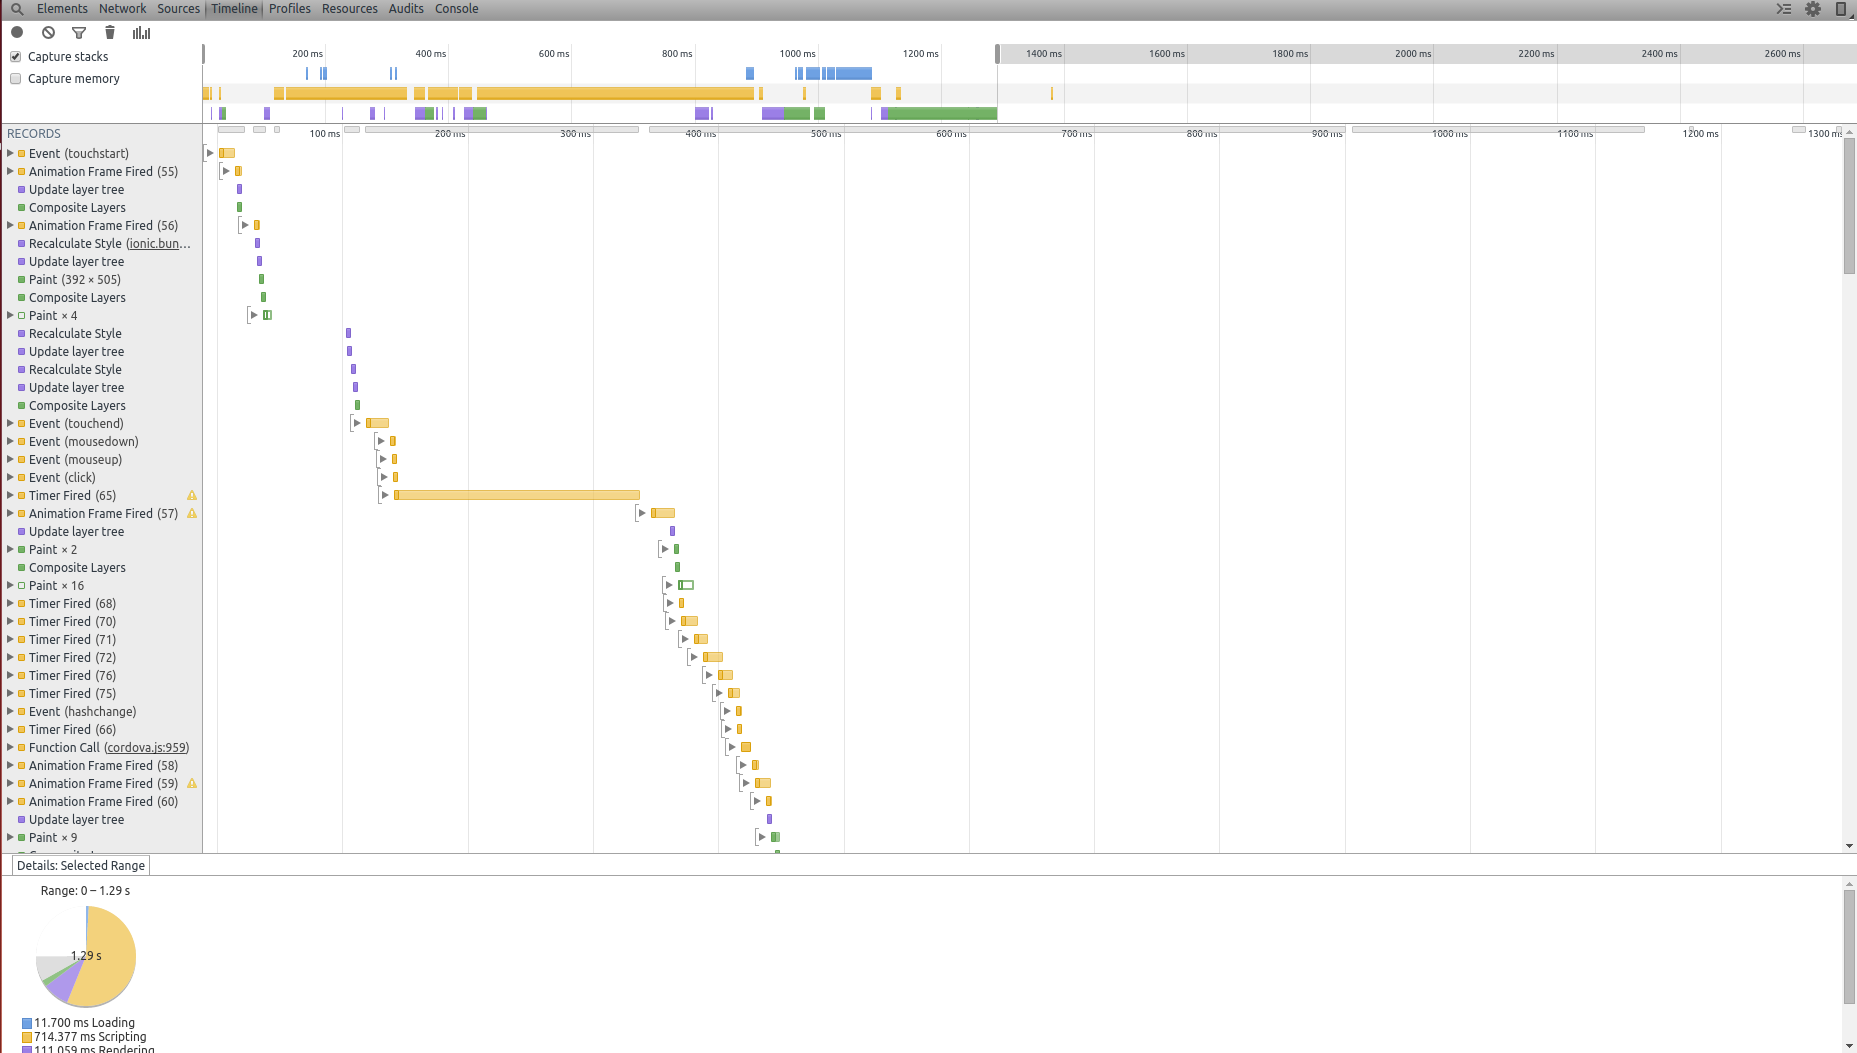 Elements Network Sources Timeline Profiles Resources Audits Console
Capture stacks
Capture memory
200 ms 400 ms 600 ms 800 ms 1000 ms 1200 ms 1400 ms 1600 ms 1800 ms 2000 ms 2200 ms 2400 ms 2600 ms
RECORDS
100 ms 200 ms 300 ms 400 ms 500 ms 600 ms 700 ms 800 ms 900 ms 1000 ms 1100 ms 1200 ms 1300 ms
Event (touchstart)
Animation Frame Fired (55)
Update layer tree
Composite Layers
Animation Frame Fired (56)
Recalculate Style (ionic.bun...
Update layer tree
Paint (392 × 505)
Composite Layers
Paint × 4
Recalculate Style
Update layer tree
Recalculate Style
Update layer tree
Composite Layers
Event (touchend)
Event (mousedown)
Event (mouseup)
Event (click)
Timer Fired (65)
Animation Frame Fired (57)
Update layer tree
Paint × 2
Composite Layers
Paint × 16
Timer Fired (68)
Timer Fired (70)
Timer Fired (71)
Timer Fired (72)
Timer Fired (76)
Timer Fired (75)
Event (hashchange)
Timer Fired (66)
Function Call (cordova.js:959)
Animation Frame Fired (58)
Animation Frame Fired (59)
Animation Frame Fired (60)
Update layer tree
Paint × 9
Details: Selected Range
Range: 0 – 1.29 s
1.29 s
11.700 ms Loading
714.377 ms Scripting
111.059 ms Rendering